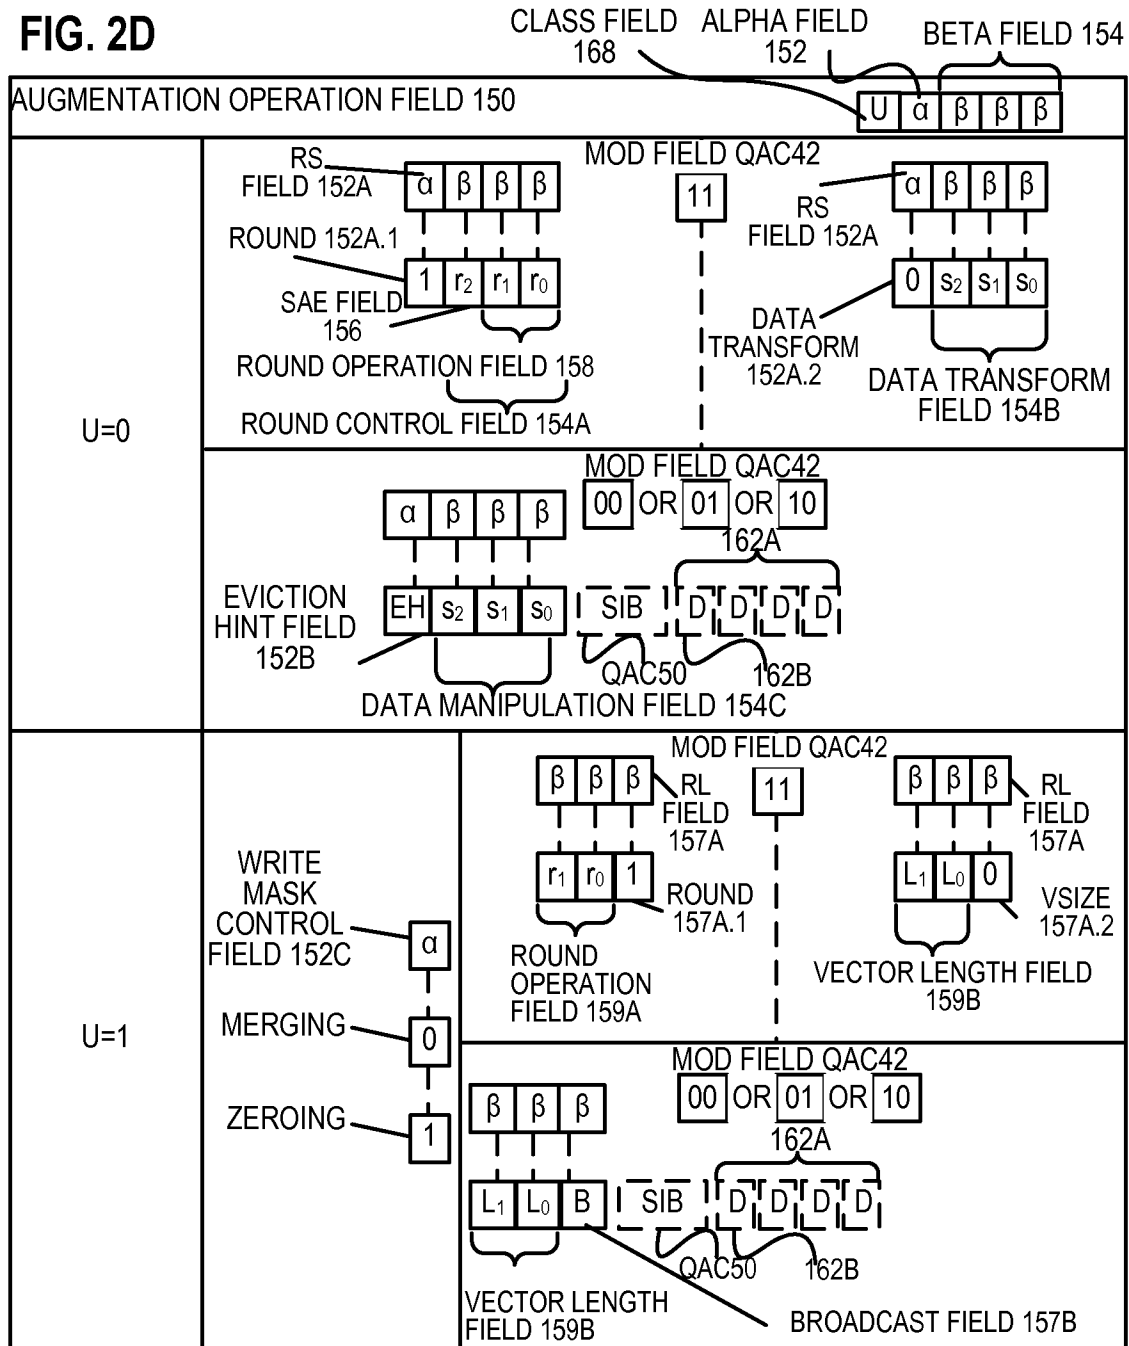 FIG. 2D
CLASS FIELD
168
ALPHA FIELD
152
BETA FIELD 154
AUGMENTATION OPERATION FIELD 150
U α β β β
U=0
RS
FIELD 152A
α β β β
ROUND 152A.1
1 r2 r1 r0
SAE FIELD
156
ROUND OPERATION FIELD 158
ROUND CONTROL FIELD 154A
MOD FIELD QAC42
11
α β β β
RS
FIELD 152A
0 s2 s1 s0
DATA
TRANSFORM
152A.2
DATA TRANSFORM
FIELD 154B
MOD FIELD QAC42
00 OR 01 OR 10
α β β β
162A
EVICTION
HINT FIELD
152B
EH s2 s1 s0 SIB D D D D
QAC50
162B
DATA MANIPULATION FIELD 154C
U=1
WRITE
MASK
CONTROL
FIELD 152C
α
MERGING
0
ZEROING
1
MOD FIELD QAC42
11
β β β
RL
FIELD
157A
r1 r0 1
ROUND
157A.1
ROUND
OPERATION
FIELD 159A
β β β
RL
FIELD
157A
L1 L0 0
VSIZE
157A.2
VECTOR LENGTH FIELD
159B
MOD FIELD QAC42
00 OR 01 OR 10
β β β
162A
L1 L0 B SIB D D D D
QAC50
162B
VECTOR LENGTH
FIELD 159B
BROADCAST FIELD 157B